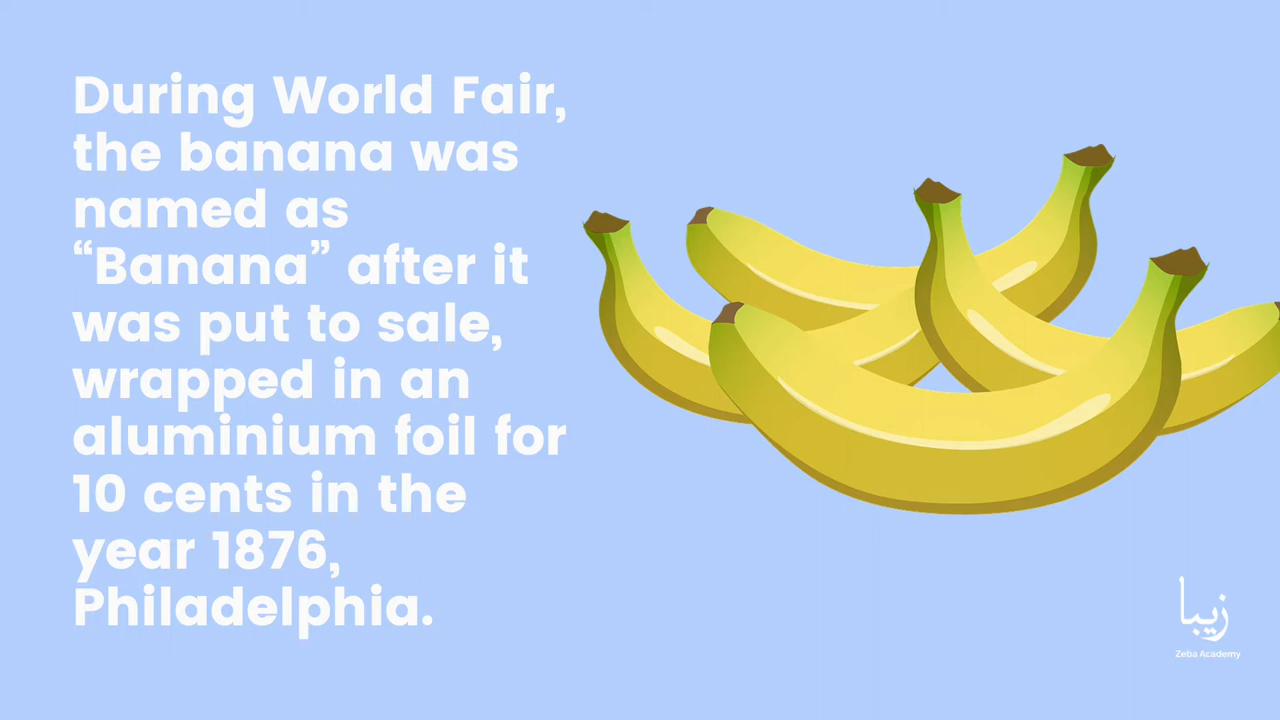 During World Fair,
the banana was
named as
“Banana” after it
was put to sale,
wrapped in an
aluminium foil for
10 cents in the
year 1876,
Philadelphia.
زیبا
Zeba Academy